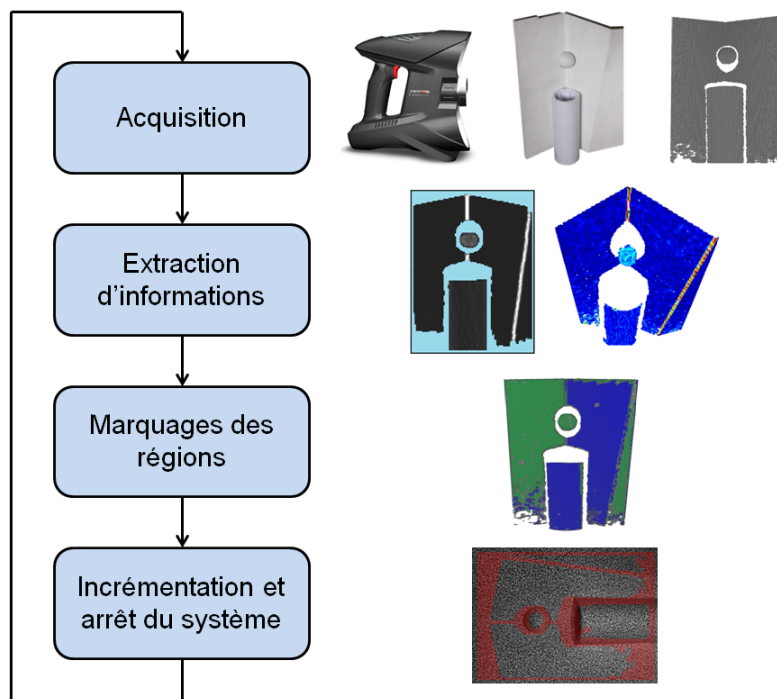 Acquisition
Extraction
d'informations
Marquages des
régions
Incrémentation et
arrêt du système